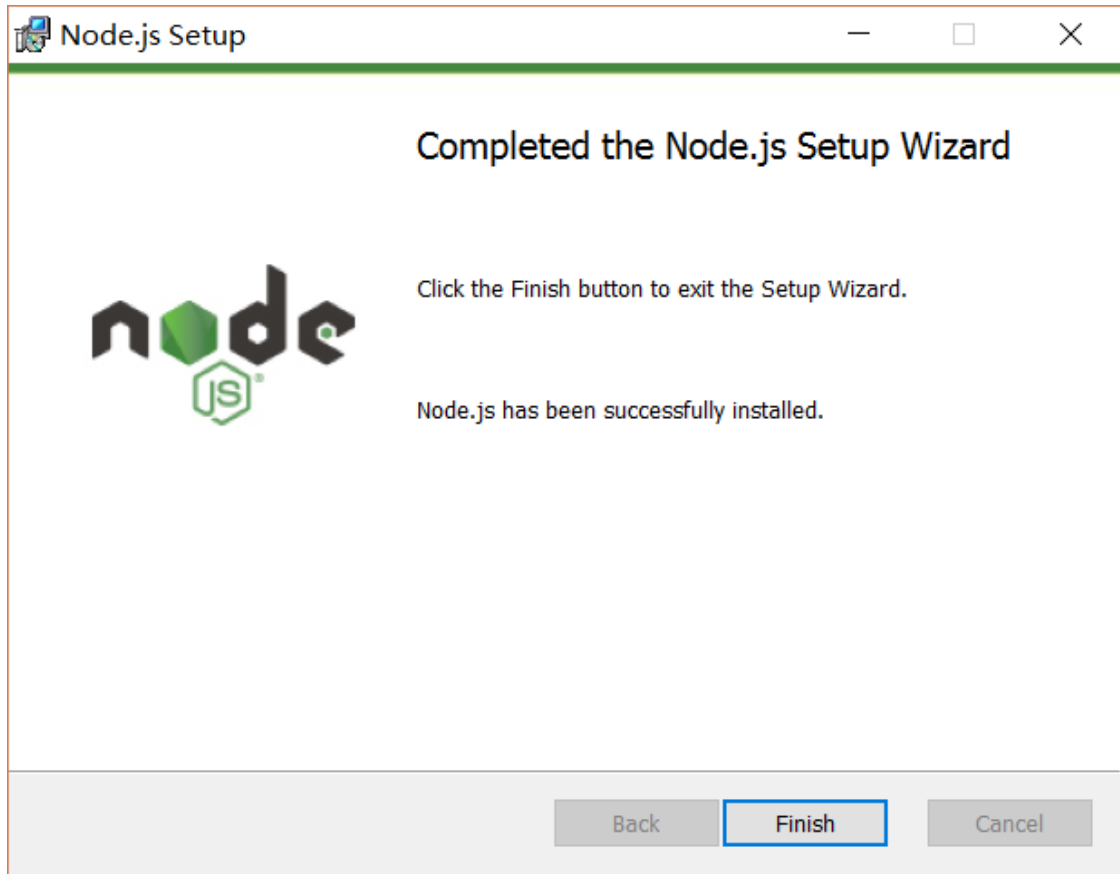 Node.js Setup
Completed the Node.js Setup Wizard
Click the Finish button to exit the Setup Wizard.
node
JS®
Node.js has been successfully installed.
Back Finish Cancel